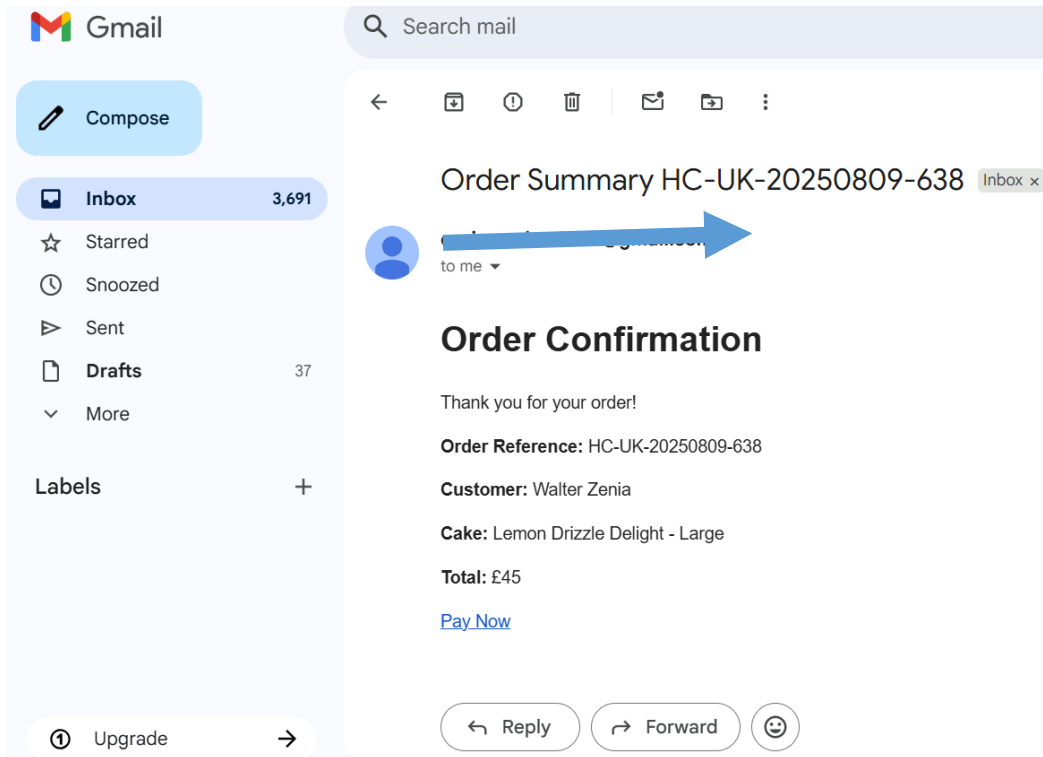 Gmail
Search mail
Compose
Inbox 3,691
Starred
Snoozed
Sent
Drafts 37
More
Labels +
Upgrade
Order Summary HC-UK-20250809-638 Inbox ×
to me
Order Confirmation
Thank you for your order!
Order Reference: HC-UK-20250809-638
Customer: Walter Zenia
Cake: Lemon Drizzle Delight - Large
Total: £45
Pay Now
Reply Forward